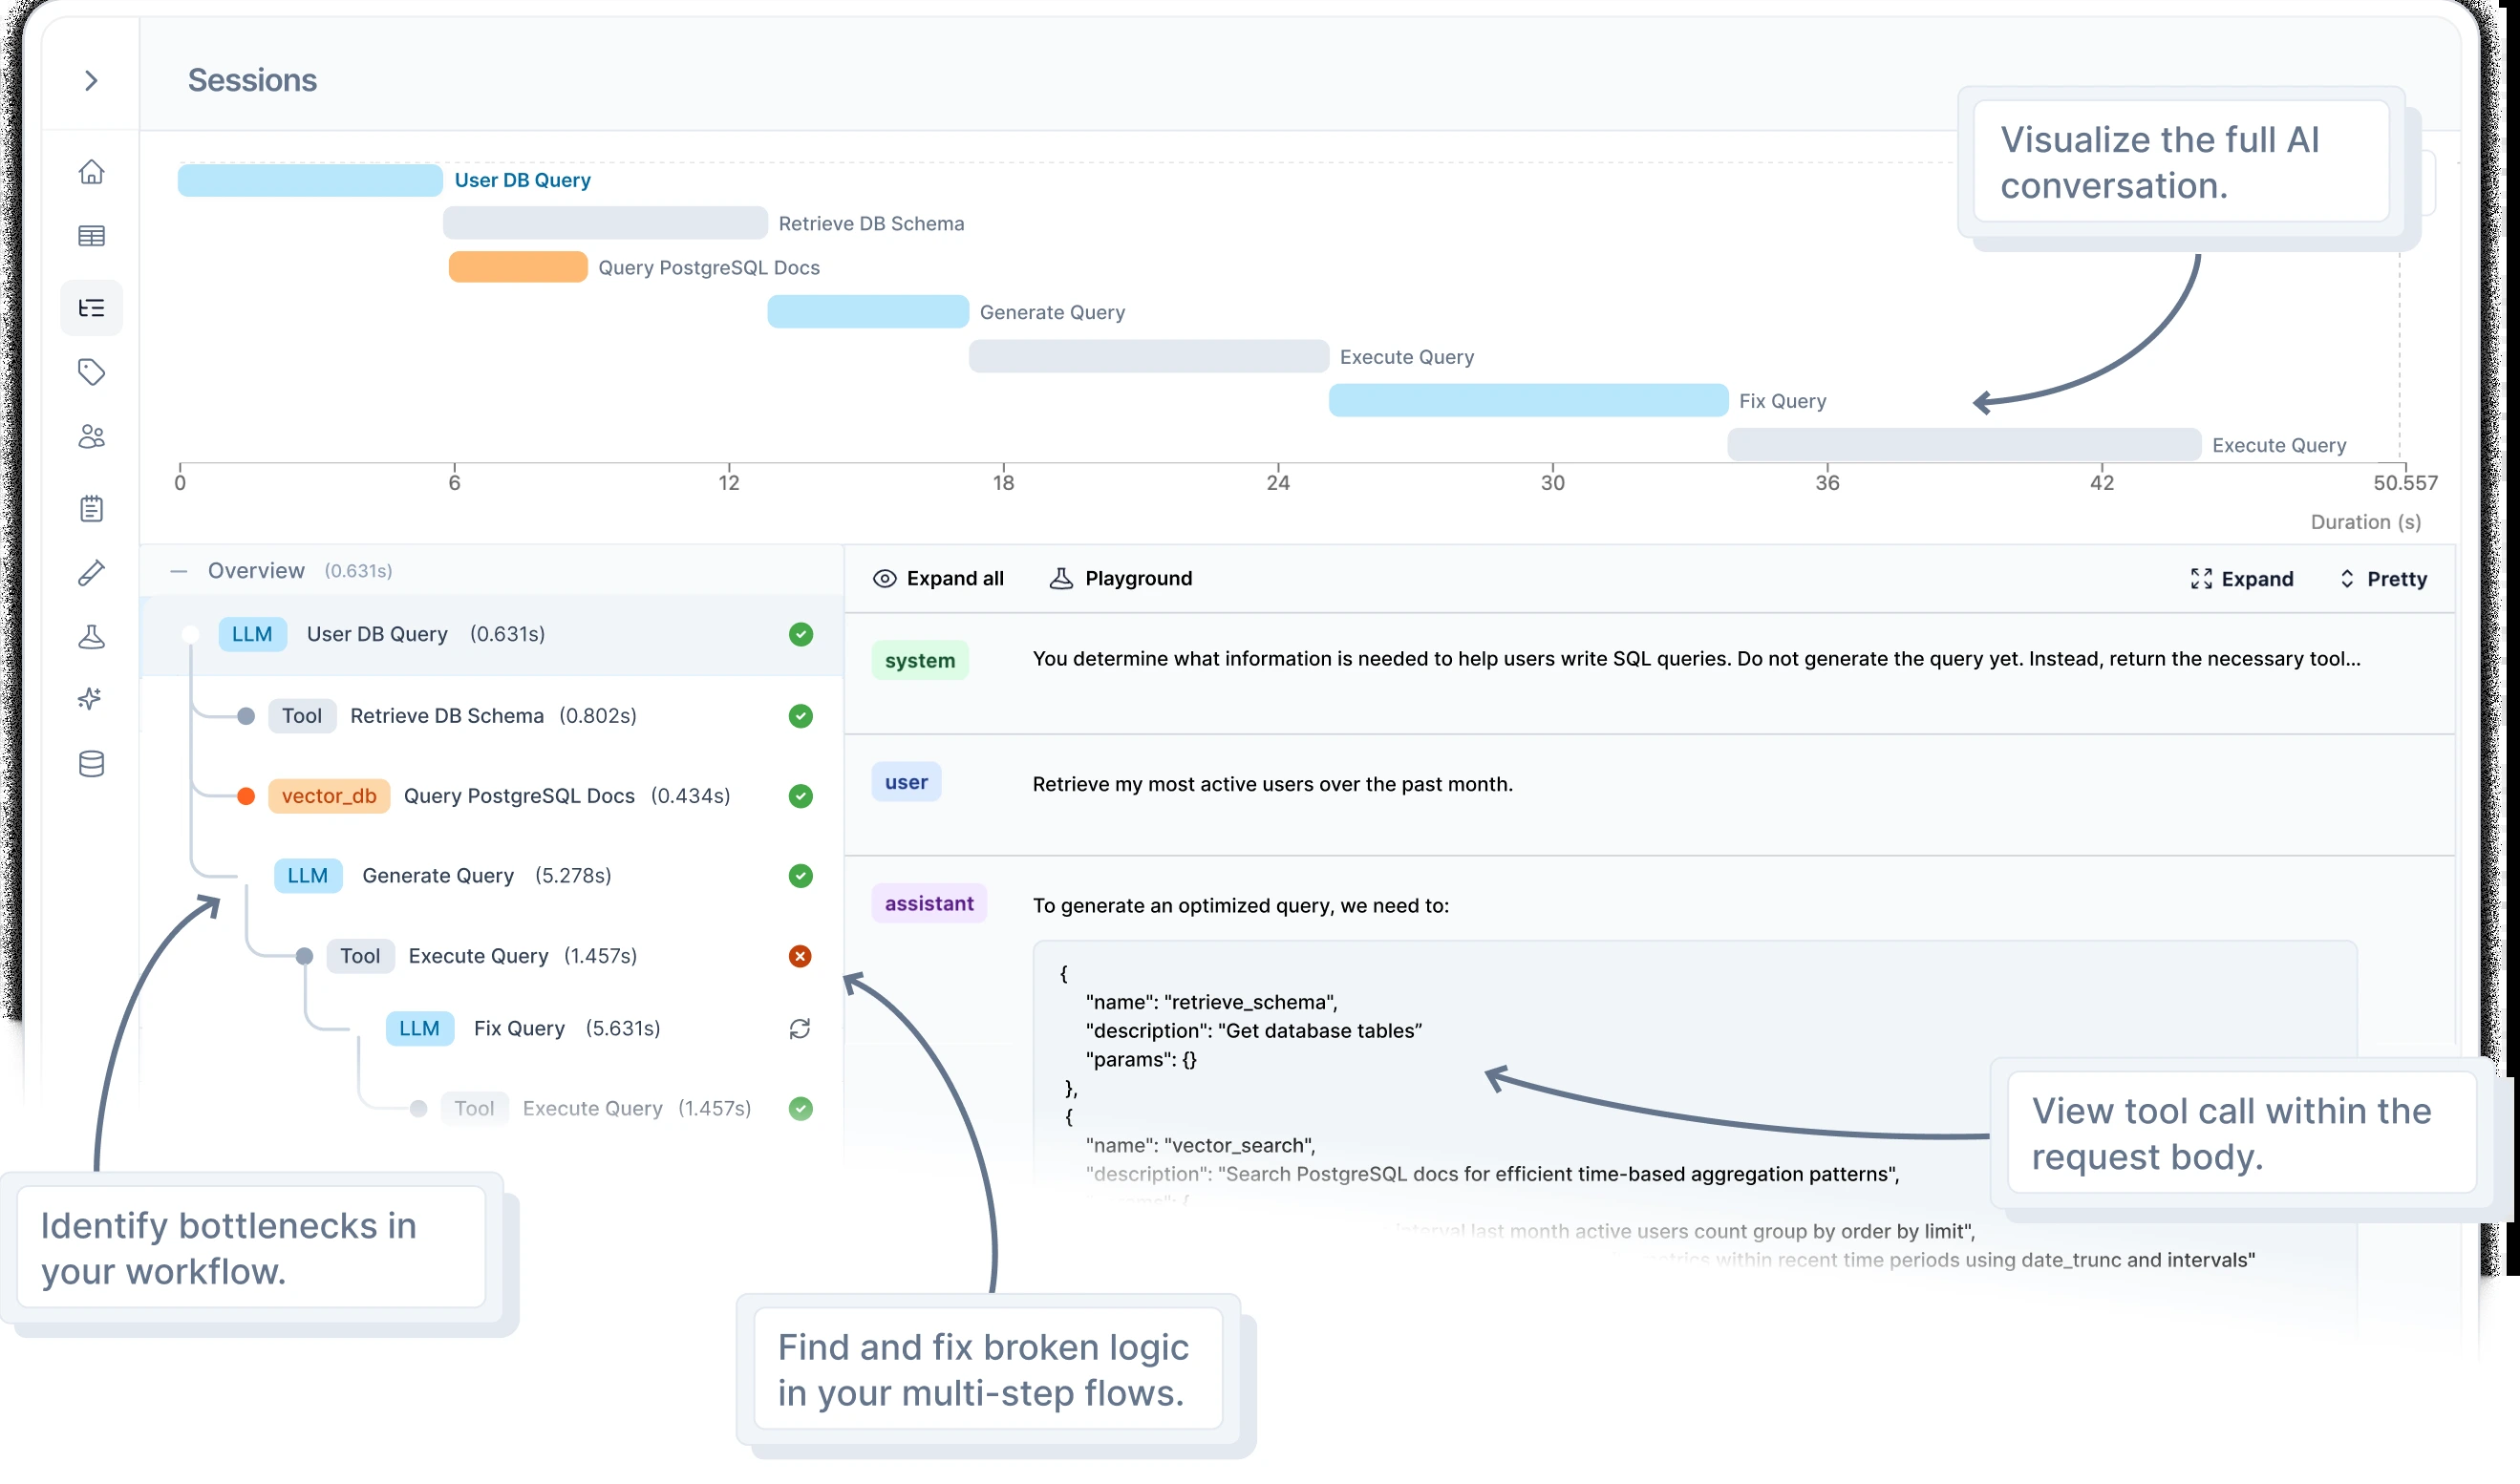 Sessions
Visualize the full AI
conversation.
User DB Query
Retrieve DB Schema
Query PostgreSQL Docs
Generate Query
Execute Query
Fix Query
Execute Query
0 6 12 18 24 30 36 42 50.557
Duration (s)
Overview (0.631s)
LLM User DB Query (0.631s)
Tool Retrieve DB Schema (0.802s)
vector_db Query PostgreSQL Docs (0.434s)
LLM Generate Query (5.278s)
Tool Execute Query (1.457s)
LLM Fix Query (5.631s)
Tool Execute Query (1.457s)
Identify bottlenecks in
your workflow.
Find and fix broken logic
in your multi-step flows.
Expand all Playground Expand Pretty
system You determine what information is needed to help users write SQL queries. Do not generate the query yet. Instead, return the necessary tool...
user Retrieve my most active users over the past month.
assistant To generate an optimized query, we need to:
{
"name": "retrieve_schema",
"description": "Get database tables”
"params": {}
},
{
"name": "vector_search",
"description": "Search PostgreSQL docs for efficient time-based aggregation patterns",
last month active users count group by order by limit",
within recent time periods using date_trunc and intervals"
View tool call within the
request body.